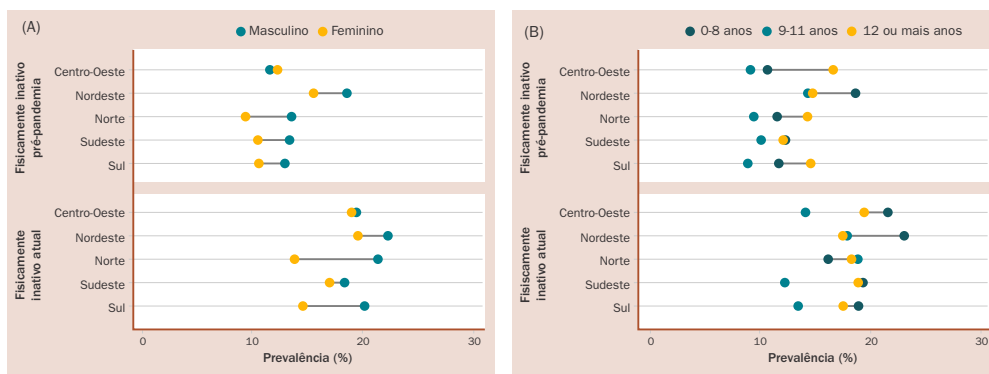 (A)
Masculino Feminino
Fisicamente inativo
pré-pandemia
Centro-Oeste
Nordeste
Norte
Sudeste
Sul
Fisicamente
inativo atual
Centro-Oeste
Nordeste
Norte
Sudeste
Sul
0 10 20 30
Prevalência (%)
(B)
0-8 anos 9-11 anos 12 ou mais anos
Fisicamente inativo
pré-pandemia
Centro-Oeste
Nordeste
Norte
Sudeste
Sul
Fisiscamente
inativo atual
Centro-Oeste
Nordeste
Norte
Sudeste
Sul
0 10 20 30
Prevalência (%)